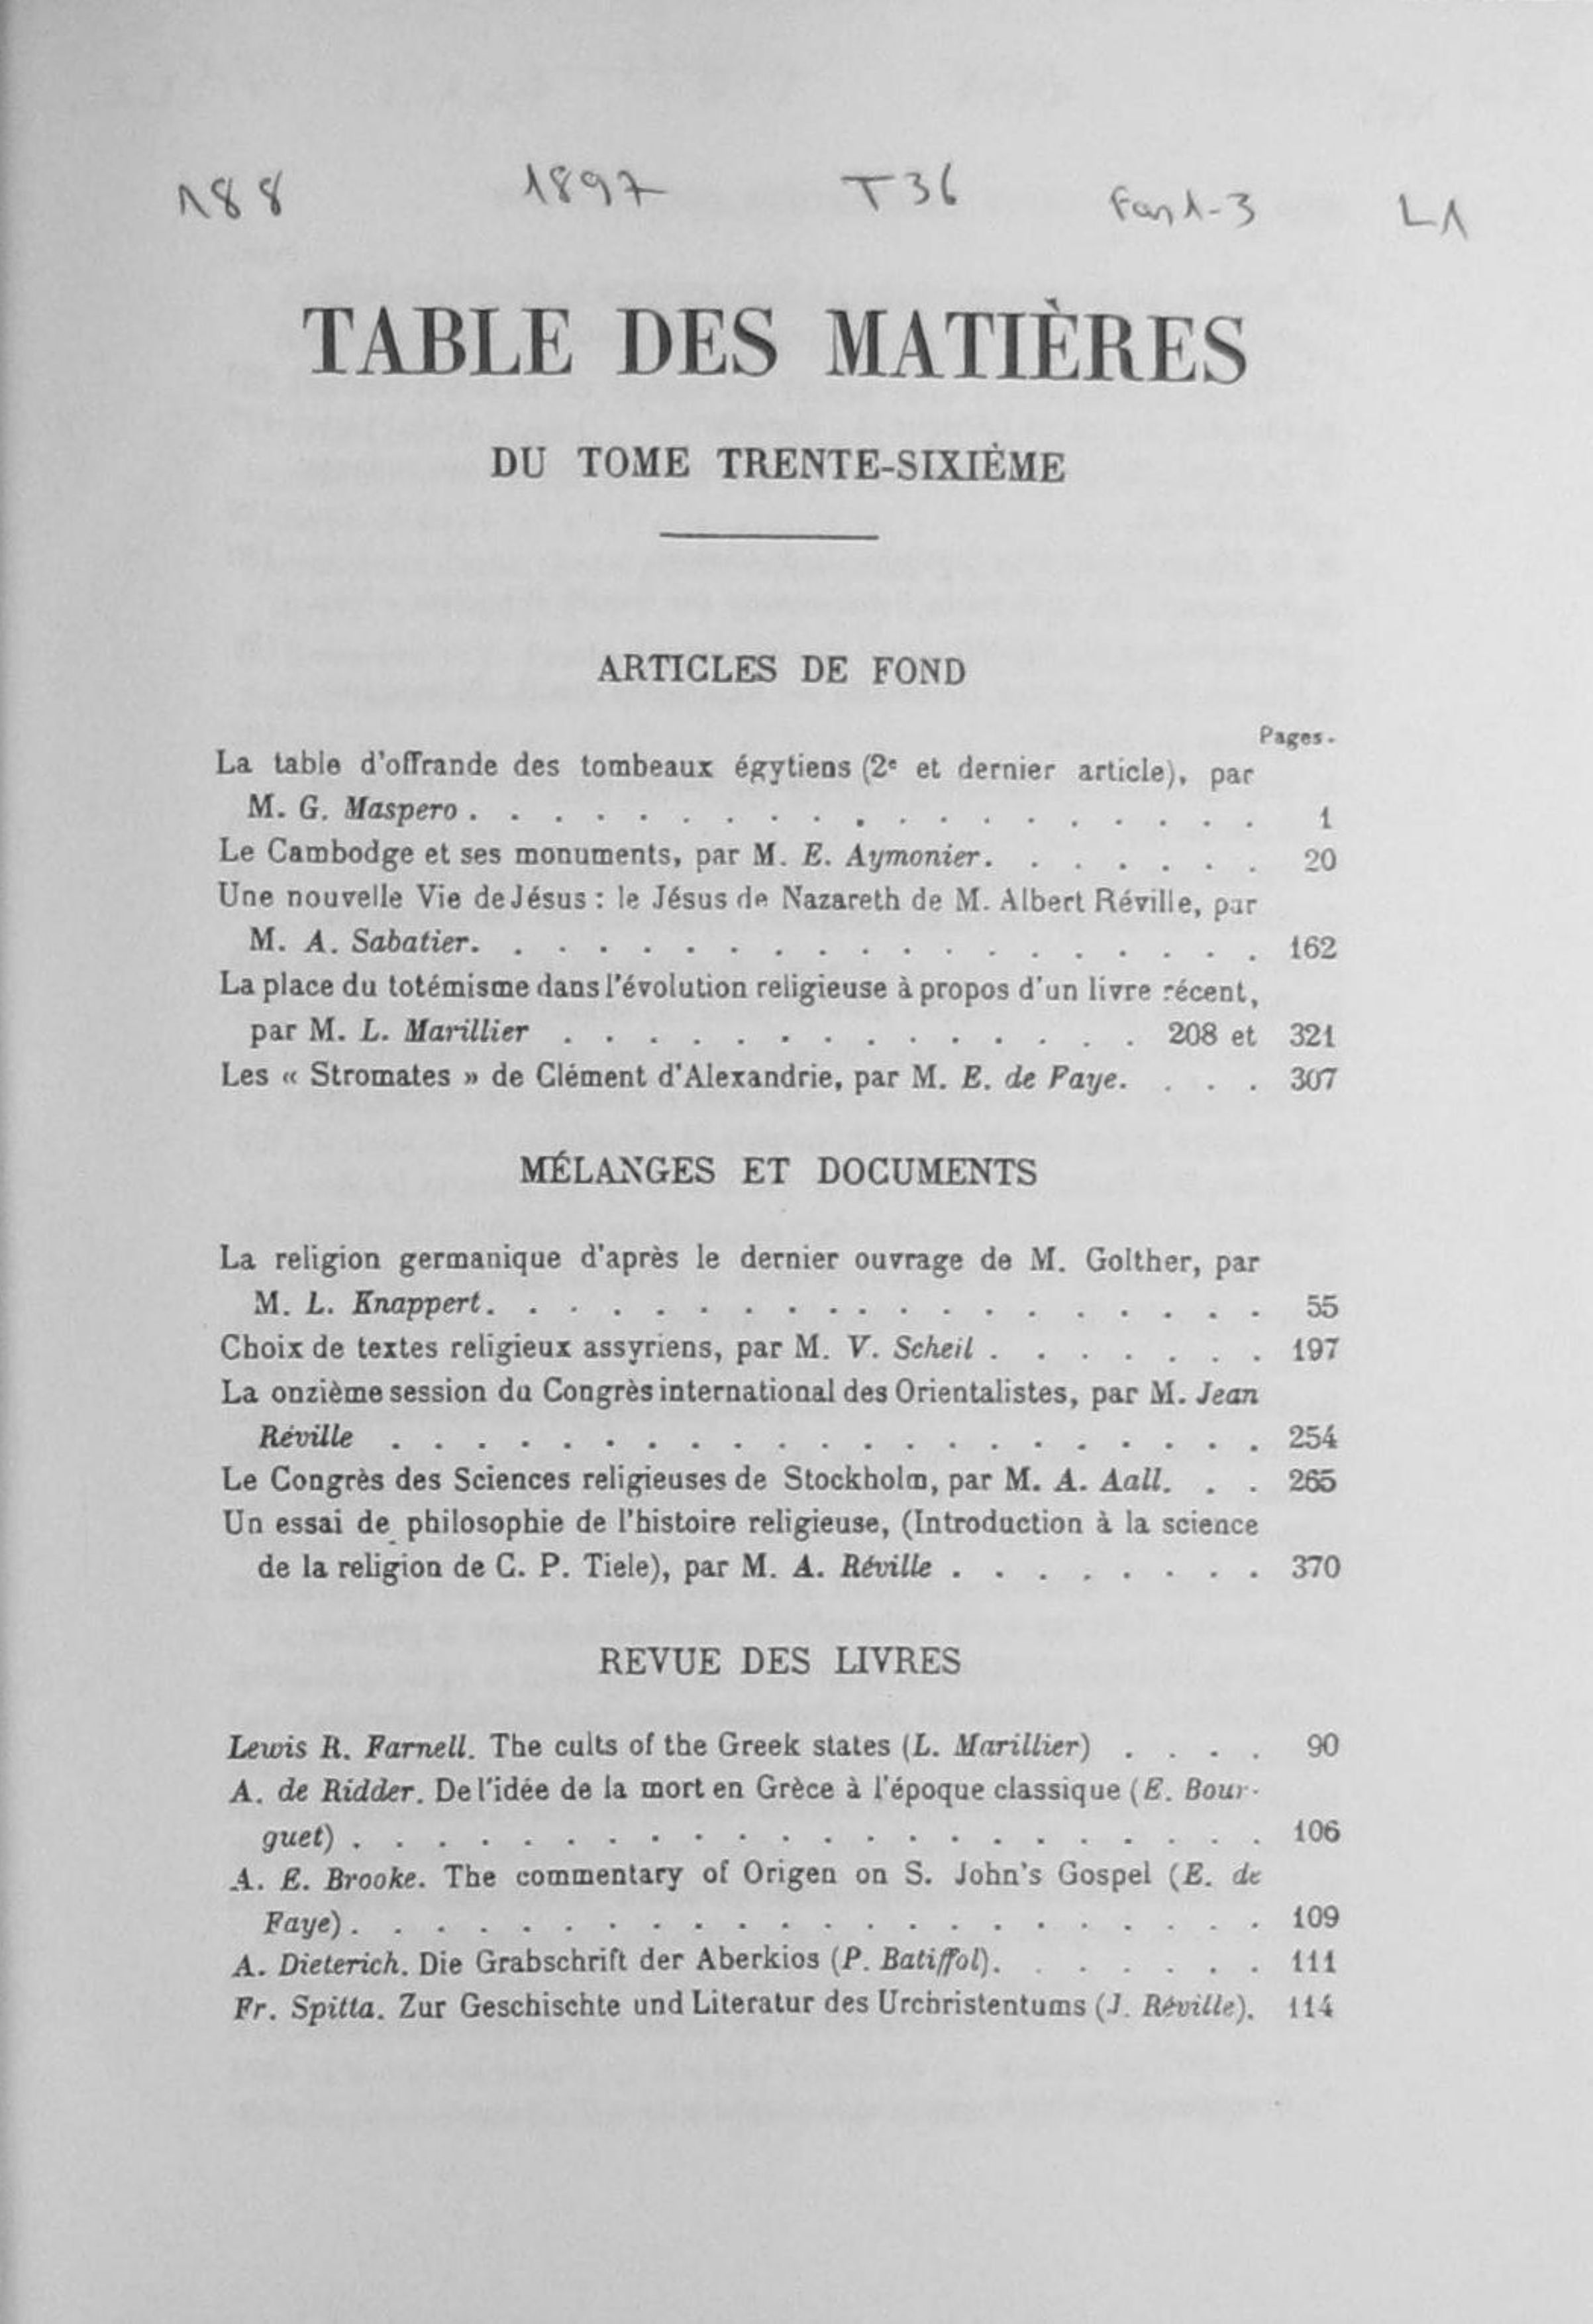 188 1897 T36 Fan 1-3 L1
TABLE DES MATIÈRES
DU TOME TRENTE-SIXIÈME
ARTICLES DE FOND
Pages.
La table d'offrande des tombeaux égytiens (2e et dernier article), par
M. G. Maspero . . . . . . . . . . . . . . . . . . . 1
Le Cambodge et ses monuments, par M. E. Aymonier. . . . . . . 20
Une nouvelle Vie de Jésus : le Jésus de Nazareth de M. Albert Réville, par
M. A. Sabatier. . . . . . . . . . . . . . . . . . . 162
La place du totémisme dans l'évolution religieuse à propos d'un livre récent,
par M. L. Marillier . . . . . . . . . . . . . . 208 et 321
Les « Stromates » de Clément d'Alexandrie, par M. E. de Faye. . . . 307
MÉLANGES ET DOCUMENTS
La religion germanique d'après le dernier ouvrage de M. Golther, par
M. L. Knappert. . . . . . . . . . . . . . . . . . . 55
Choix de textes religieux assyriens, par M. V. Scheil . . . . . . . 197
La onzième session du Congrès international des Orientalistes, par M. Jean
Réville . . . . . . . . . . . . . . . . . . . . . 254
Le Congrès des Sciences religieuses de Stockholm, par M. A. Aall. . . 265
Un essai de philosophie de l'histoire religieuse, (Introduction à la science
de la religion de C. P. Tiele), par M. A. Réville . . . . . . . . 370
REVUE DES LIVRES
Lewis R. Farnell. The cults of the Greek states (L. Marillier) . . . . 90
A. de Ridder. De l'idée de la mort en Grèce à l'époque classique (E. Bour-
guet) . . . . . . . . . . . . . . . . . . . . . . 106
A. E. Brooke. The commentary of Origen on S. John's Gospel (E. de
Faye) . . . . . . . . . . . . . . . . . . . . . . 109
A. Dieterich. Die Grabschrift der Aberkios (P. Batiffol). . . . . . . 111
Fr. Spitta. Zur Geschischte und Literatur des Urchristentums (J. Réville). 114